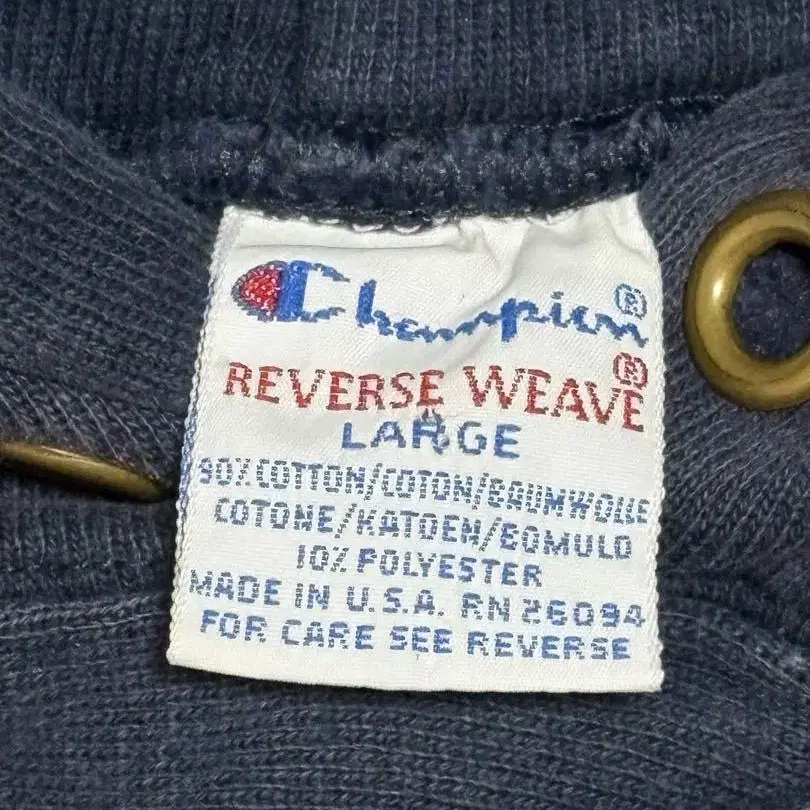 Champion®
REVERSE WEAVE®
LARGE
90% COTTON/COTON/BAUMWOLLE
COTONE/KATOEN/BOMULD
10% POLYESTER
MADE IN U.S.A. RN 26094
FOR CARE SEE REVERSE